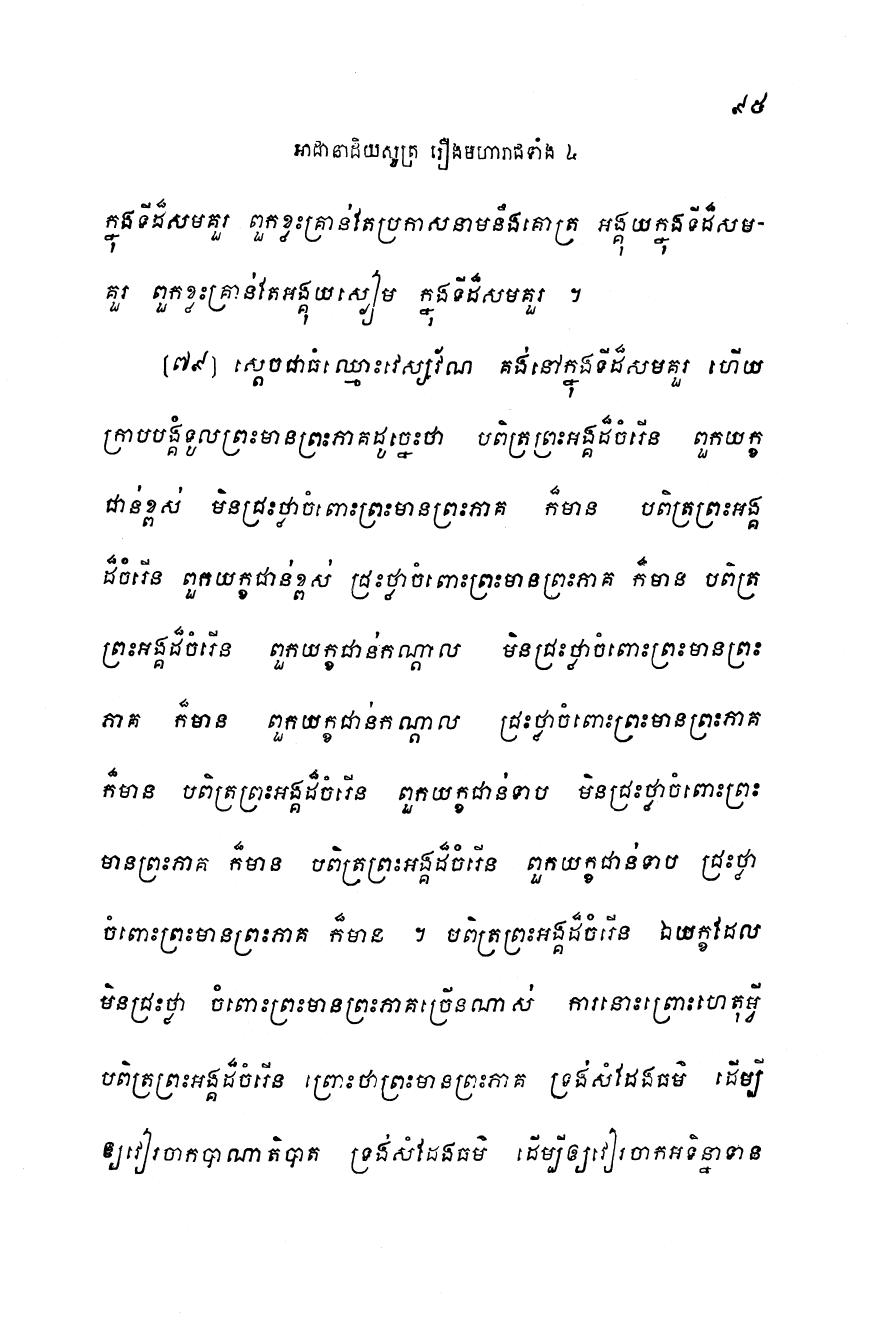 ៩៥
អាដានាដិយសូត្រ រឿងមហារាជទាំង ៤
ក្នុងទីដ៏សមគួរ ពួកខ្លះគ្រាន់តែប្រកាសនាមនឹងគោត្រ អង្គុយក្នុងទីដ៏សម-
គួរ ពួកខ្លះគ្រាន់តែអង្គុយស្ងៀម ក្នុងទីដ៏សមគួរ ។
(៧៩) ស្តេចជាធំឈ្មោះវេស្សវ័ណ គង់នៅក្នុងទីដ៏សមគួរ ហើយ
ក្រាបបង្គំទូលព្រះមានព្រះភាគដូច្នេះថា បពិត្រព្រះអង្គដ៏ចំរើន ពួកយក្ខ
ជាន់ខ្ពស់ មិនជ្រះថ្លាចំពោះព្រះមានព្រះភាគ ក៏មាន បពិត្រព្រះអង្គ
ដ៏ចំរើន ពួកយក្ខជាន់ខ្ពស់ ជ្រះថ្លាចំពោះព្រះមានព្រះភាគ ក៏មាន បពិត្រ
ព្រះអង្គដ៏ចំរើន ពួកយក្ខជាន់កណ្តាល មិនជ្រះថ្លាចំពោះព្រះមានព្រះ
ភាគ ក៏មាន ពួកយក្ខជាន់កណ្តាល ជ្រះថ្លាចំពោះព្រះមានព្រះភាគ
ក៏មាន បពិត្រព្រះអង្គដ៏ចំរើន ពួកយក្ខជាន់ទាប មិនជ្រះថ្លាចំពោះព្រះ
មានព្រះភាគ ក៏មាន បពិត្រព្រះអង្គដ៏ចំរើន ពួកយក្ខជាន់ទាប ជ្រះថ្លា
ចំពោះព្រះមានព្រះភាគ ក៏មាន ។ បពិត្រព្រះអង្គដ៏ចំរើន ឯយក្ខដែល
មិនជ្រះថ្លា ចំពោះព្រះមានព្រះភាគច្រើនណាស់ ការនោះព្រោះហេតុអ្វី
បពិត្រព្រះអង្គដ៏ចំរើន ព្រោះថាព្រះមានព្រះភាគ ទ្រង់សំដែងធម៌ ដើម្បី
ឲ្យវៀរចាកបាណាតិបាត ទ្រង់សំដែងធម៌ ដើម្បីឲ្យវៀរចាកអទិន្នាទាន